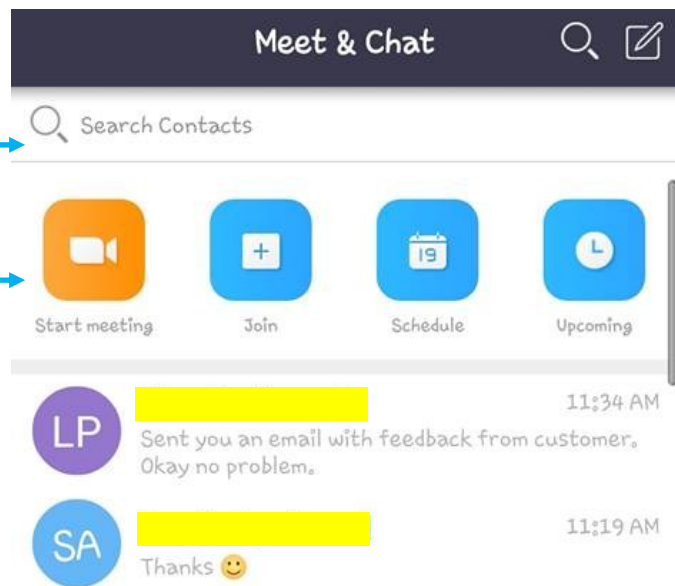 Meet & Chat
Search Contacts
19
Start meeting Join Schedule Upcoming
LP
11:34 AM
Sent you an email with feedback from customer.
Okay no problem.
SA
11:19 AM
Thanks 🙂